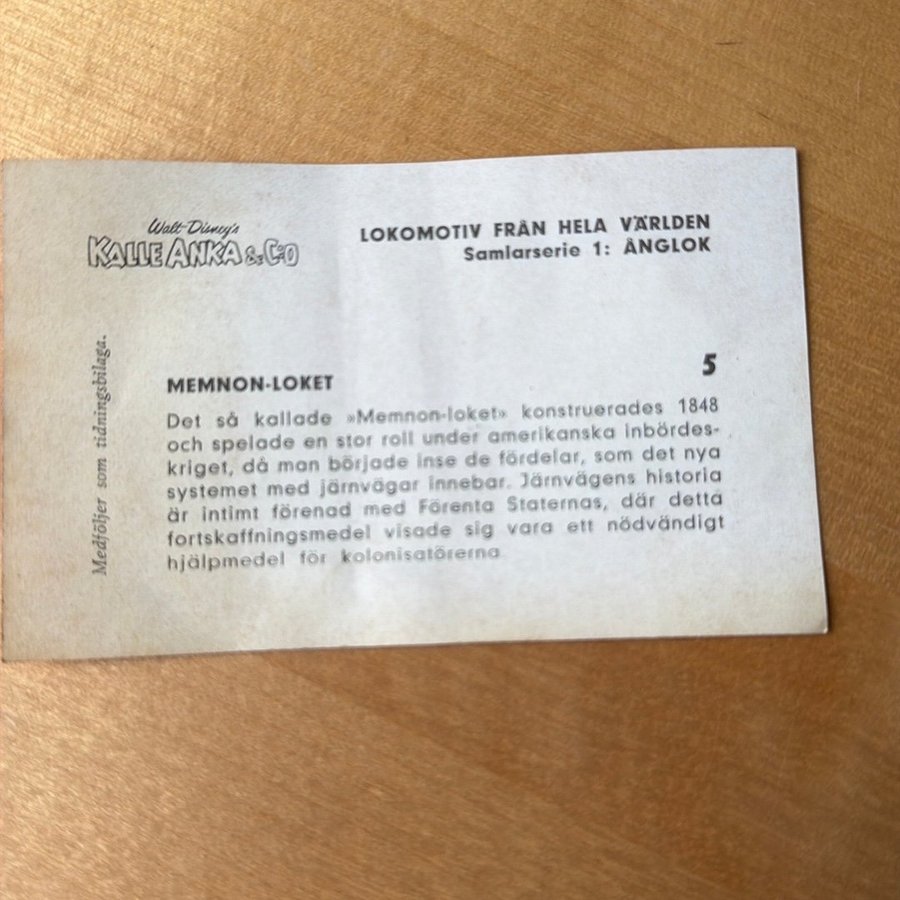 Walt Disney's
KALLE ANKA & C:O
LOKOMOTIV FRÅN HELA VÄRLDEN
Samlarserie 1: ÅNGLOK
5
MEMNON-LOKET
Det så kallade »Memnon-loket» konstruerades 1848
och spelade en stor roll under amerikanska inbördes-
kriget, då man började inse de fördelar, som det nya
systemet med järnvägar innebar. Järnvägens historia
är intimt förenad med Förenta Staternas, där detta
fortskaffningsmedel visade sig vara ett nödvändigt
hjälpmedel för kolonisatörerna
Medföljer som tidningsbilaga.